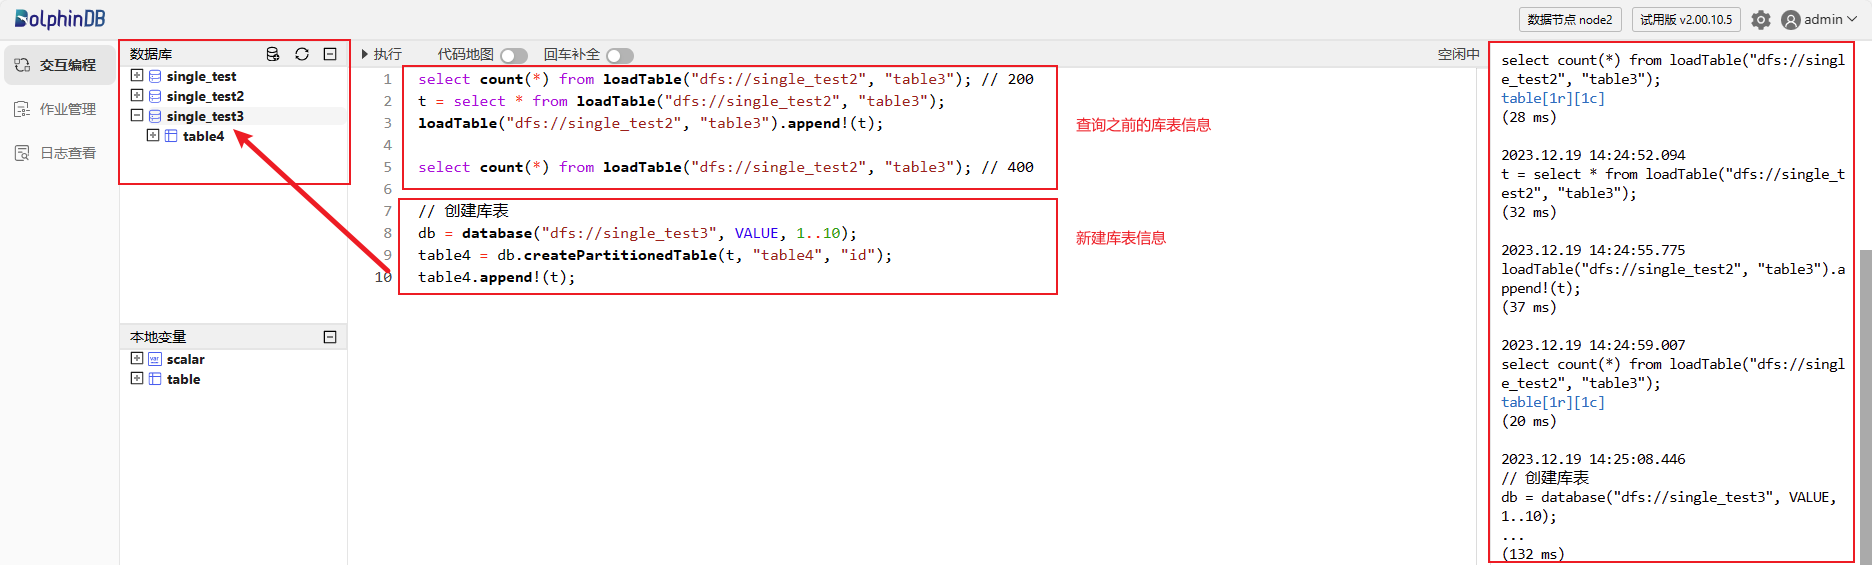 DolphinDB
数据节点 node2
试用版 v2.00.10.5
admin
交互编程
作业管理
日志查看
数据库
single_test
single_test2
single_test3
table4
本地变量
scalar
table
执行
代码地图
回车补全
空闲中
1 select count(*) from loadTable("dfs://single_test2", "table3"); // 200
2 t = select * from loadTable("dfs://single_test2", "table3");
3 loadTable("dfs://single_test2", "table3").append!(t);
4
5 select count(*) from loadTable("dfs://single_test2", "table3"); // 400
6
7 // 创建库表
8 db = database("dfs://single_test3", VALUE, 1..10);
9 table4 = db.createPartitionedTable(t, "table4", "id");
10 table4.append!(t);
查询之前的库表信息
新建库表信息
select count(*) from loadTable("dfs://singl
e_test2", "table3");
table[1r][1c]
(28 ms)
2023.12.19 14:24:52.094
t = select * from loadTable("dfs://single_t
est2", "table3");
(32 ms)
2023.12.19 14:24:55.775
loadTable("dfs://single_test2", "table3").a
ppend!(t);
(37 ms)
2023.12.19 14:24:59.007
select count(*) from loadTable("dfs://singl
e_test2", "table3");
table[1r][1c]
(20 ms)
2023.12.19 14:25:08.446
// 创建库表
db = database("dfs://single_test3", VALUE,
1..10);
...
(132 ms)